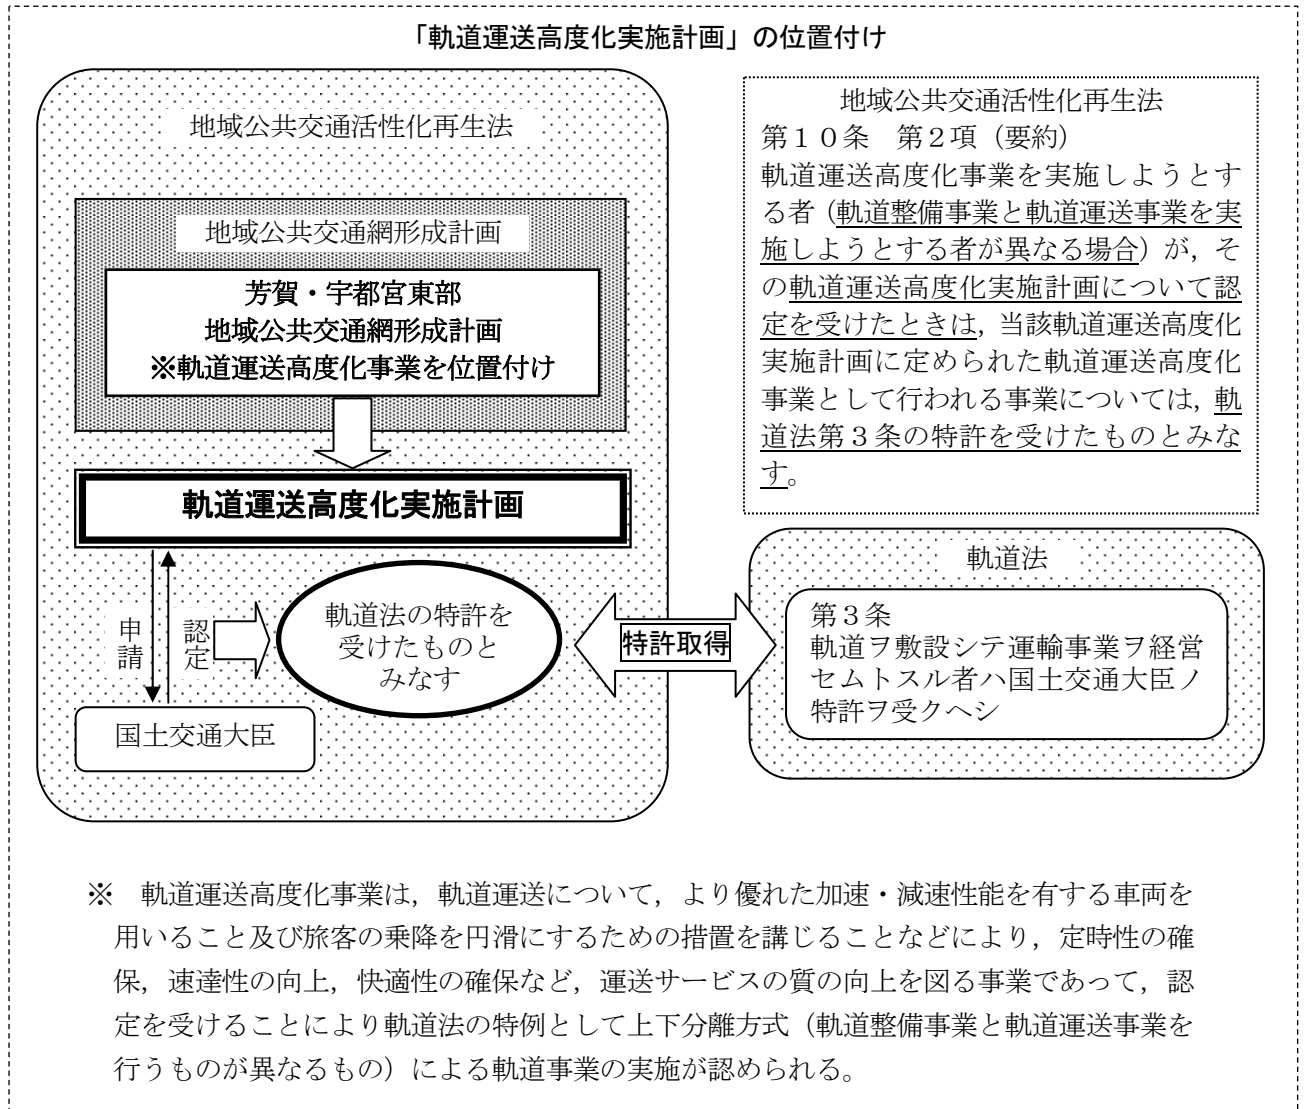 「軌道運送高度化実施計画」の位置付け
地域公共交通活性化再生法
地域公共交通網形成計画
芳賀・宇都宮東部
地域公共交通網形成計画
※軌道運送高度化事業を位置付け
軌道運送高度化実施計画
申請
認定
軌道法の特許を
受けたものと
みなす
国土交通大臣
特許取得
地域公共交通活性化再生法
第１０条　第２項（要約）
軌道運送高度化事業を実施しようとす
る者（軌道整備事業と軌道運送事業を実
施しようとする者が異なる場合）が，そ
の軌道運送高度化実施計画について認
定を受けたときは，当該軌道運送高度化
実施計画に定められた軌道運送高度化
事業として行われる事業については，軌
道法第３条の特許を受けたものとみな
す。
軌道法
第３条
軌道ヲ敷設シテ運輸事業ヲ経営
セムトスル者ハ国土交通大臣ノ
特許ヲ受クヘシ
※　軌道運送高度化事業は，軌道運送について，より優れた加速・減速性能を有する車両を
用いること及び旅客の乗降を円滑にするための措置を講じることなどにより，定時性の確
保，速達性の向上，快適性の確保など，運送サービスの質の向上を図る事業であって，認
定を受けることにより軌道法の特例として上下分離方式（軌道整備事業と軌道運送事業を
行うものが異なるもの）による軌道事業の実施が認められる。